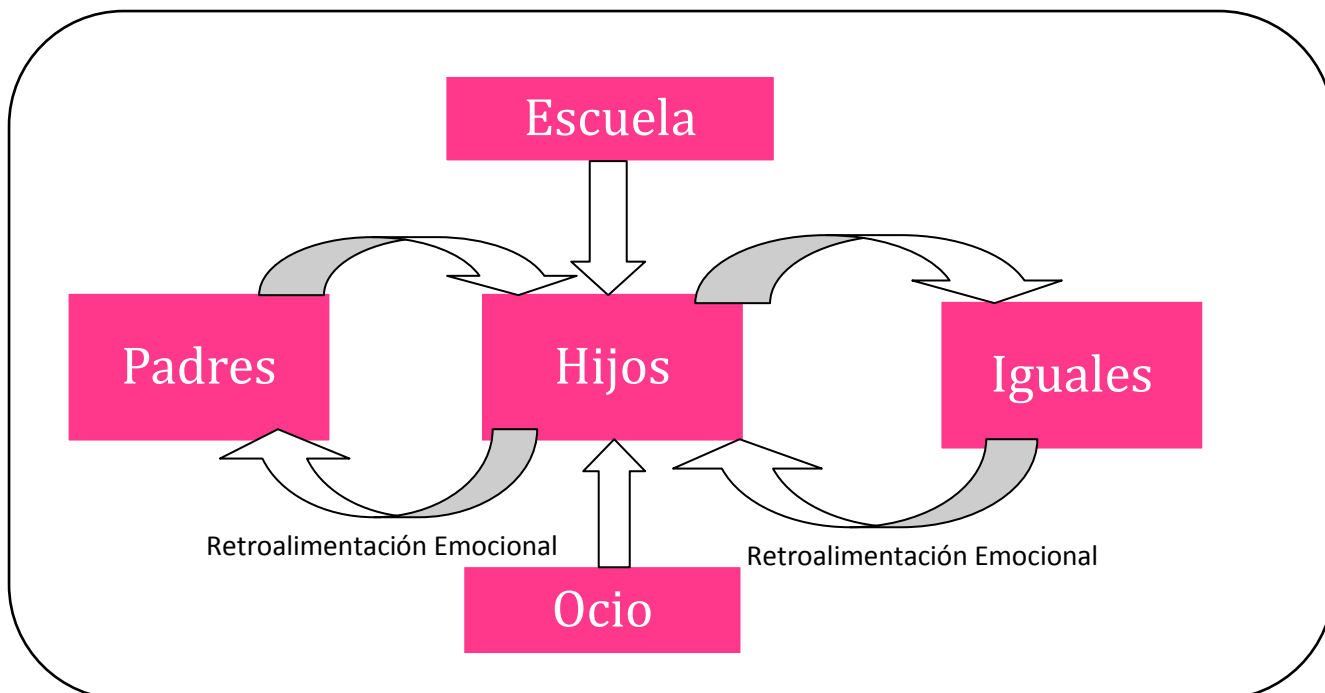 Escuela
Padres
Hijos
Iguales
Retroalimentación Emocional
Retroalimentación Emocional
Ocio